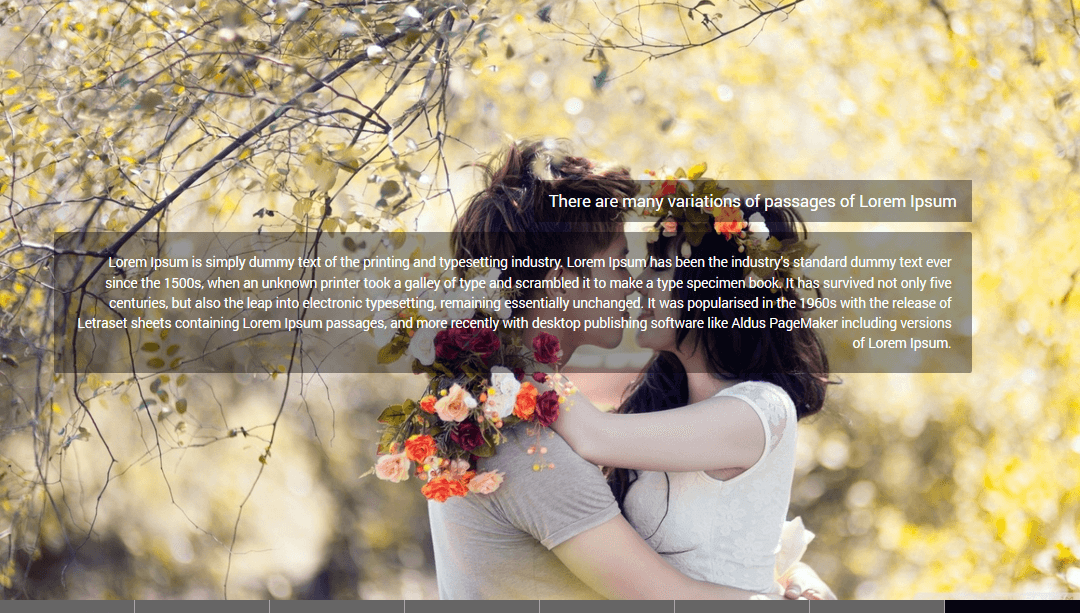 There are many variations of passages of Lorem Ipsum
Lorem Ipsum is simply dummy text of the printing and typesetting industry. Lorem Ipsum has been the industry's standard dummy text ever
since the 1500s, when an unknown printer took a galley of type and scrambled it to make a type specimen book. It has survived not only five
centuries, but also the leap into electronic typesetting, remaining essentially unchanged. It was popularised in the 1960s with the release of
Letraset sheets containing Lorem Ipsum passages, and more recently with desktop publishing software like Aldus PageMaker including versions
of Lorem Ipsum.